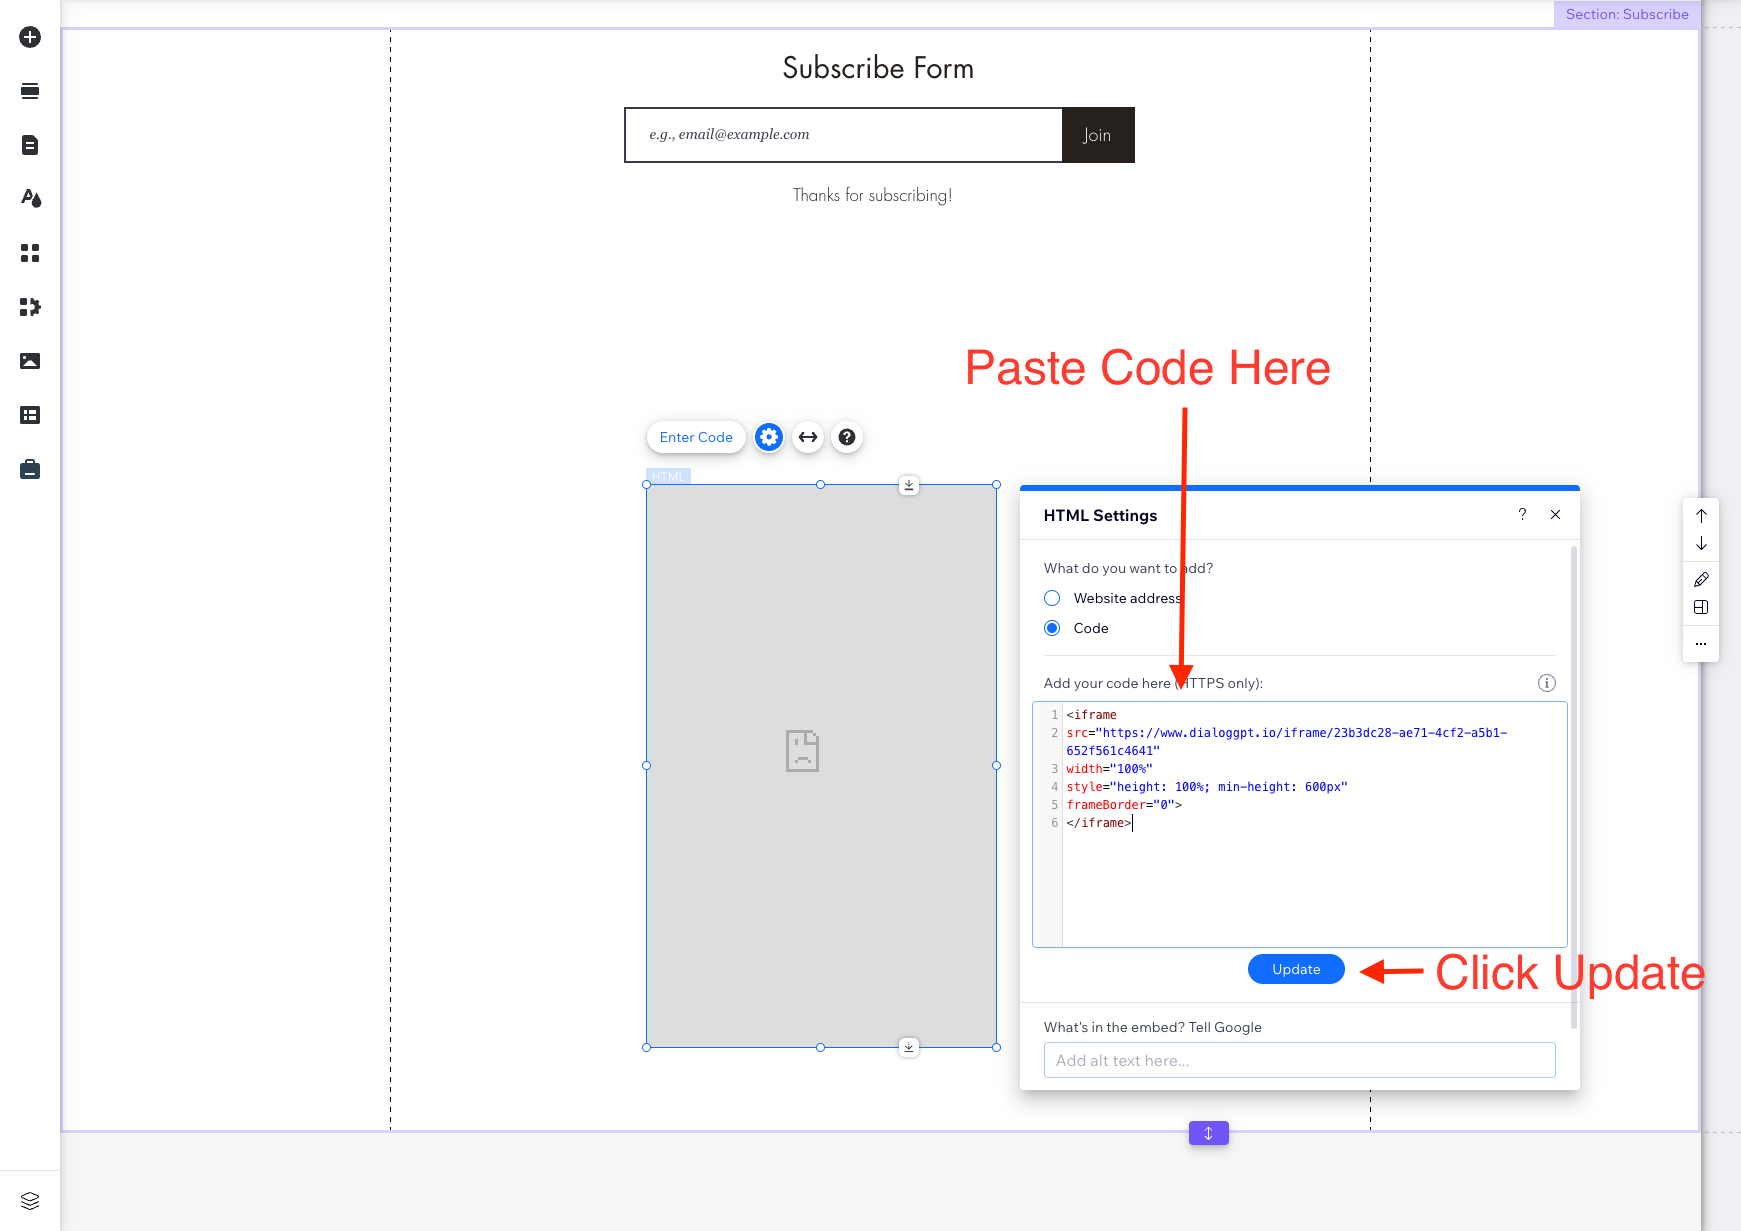 Section: Subscribe
Subscribe Form
e.g., email@example.com
Join
Thanks for subscribing!
Paste Code Here
Enter Code
HTML
HTML Settings
?
What do you want to add?
Website address
Code
Add your code here (HTTPS only):
1 <iframe
2 src="https://www.dialoggpt.io/iframe/23b3dc28-ae71-4cf2-a5b1-
652f561c4641"
3 width="100%"
4 style="height: 100%; min-height: 600px"
5 frameBorder="0">
6 </iframe>
Update
Click Update
What's in the embed? Tell Google
Add alt text here...